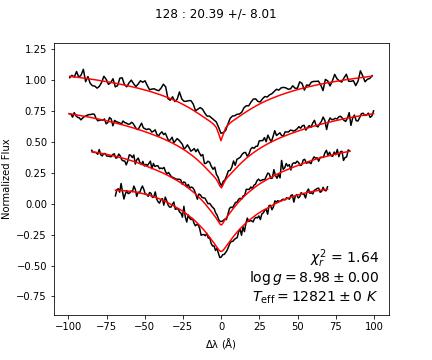 128 : 20.39 +/- 8.01
1.25
1.00
0.75
0.50
0.25
0.00
−0.25
−0.50
−0.75
Normalized Flux
χ²ᵣ = 1.64
log g = 8.98 ± 0.00
T_eff = 12821 ± 0 K
−100 −75 −50 −25 0 25 50 75 100
Δλ (Å)